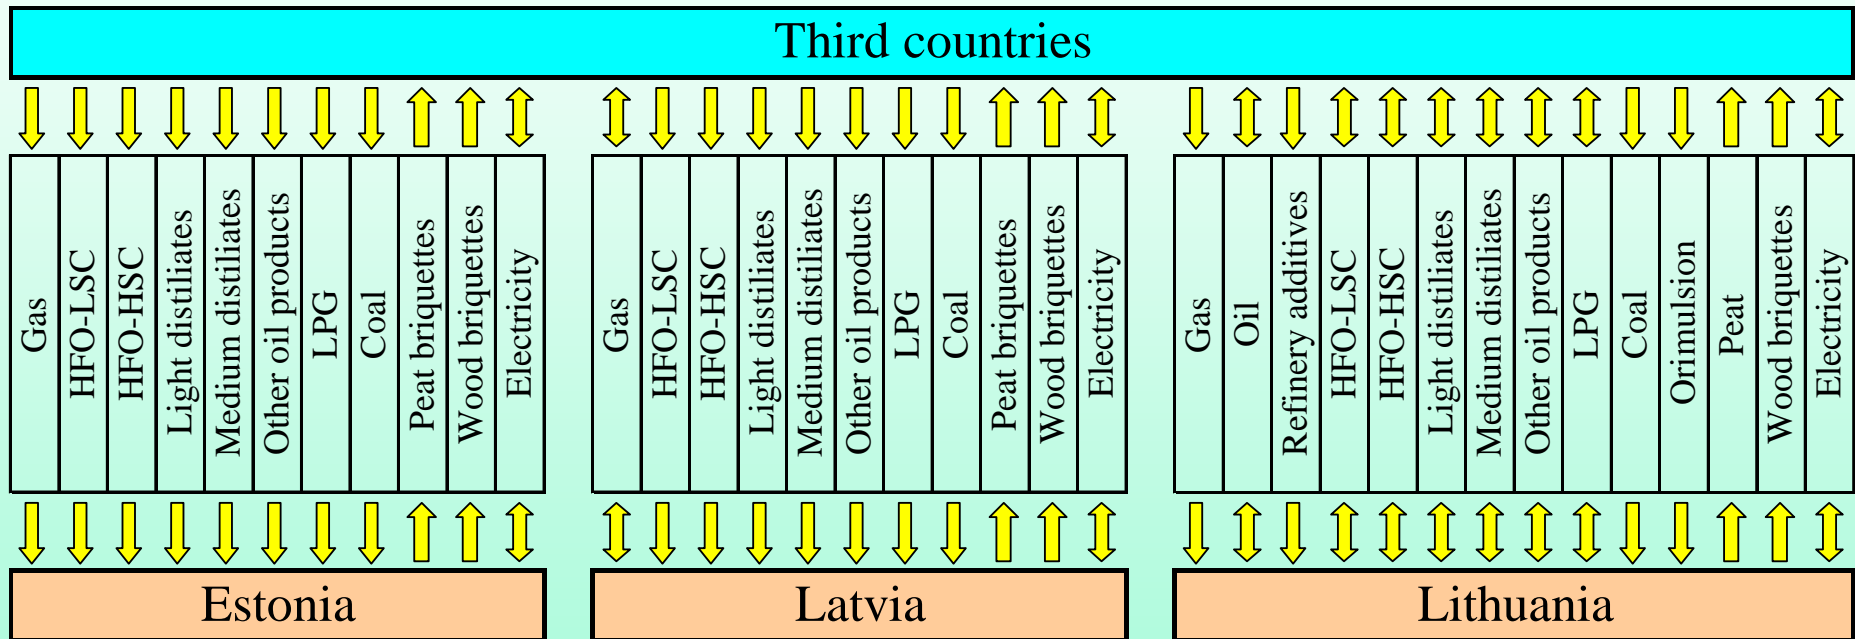 Third countries
Gas
HFO-LSC
HFO-HSC
Light distiliates
Medium distiliates
Other oil products
LPG
Coal
Peat briquettes
Wood briquettes
Electricity
Gas
HFO-LSC
HFO-HSC
Light distiliates
Medium distiliates
Other oil products
LPG
Coal
Peat briquettes
Wood briquettes
Electricity
Gas
Oil
Refinery additives
HFO-LSC
HFO-HSC
Light distiliates
Medium distiliates
Other oil products
LPG
Coal
Orimulsion
Peat
Wood briquettes
Electricity
Estonia
Latvia
Lithuania